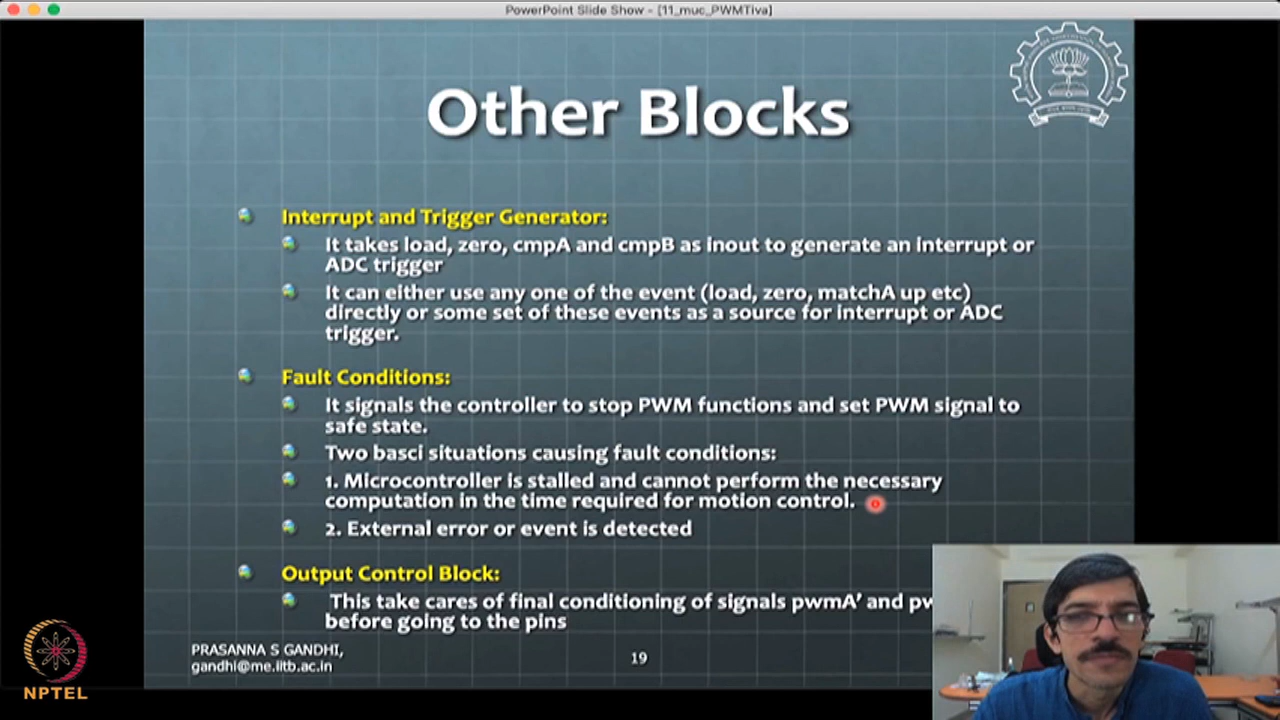 PowerPoint Slide Show - [11_muc_PWMTiva]
Other Blocks
Interrupt and Trigger Generator:
It takes load, zero, cmpA and cmpB as inout to generate an interrupt or
ADC trigger
It can either use any one of the event (load, zero, matchA up etc)
directly or some set of these events as a source for interrupt or ADC
trigger.
Fault Conditions:
It signals the controller to stop PWM functions and set PWM signal to
safe state.
Two basci situations causing fault conditions:
1. Microcontroller is stalled and cannot perform the necessary
computation in the time required for motion control.
2. External error or event is detected
Output Control Block:
This take cares of final conditioning of signals pwmA' and
before going to the pins
PRASANNA S GANDHI,
gandhi@me.iitb.ac.in
19
NPTEL